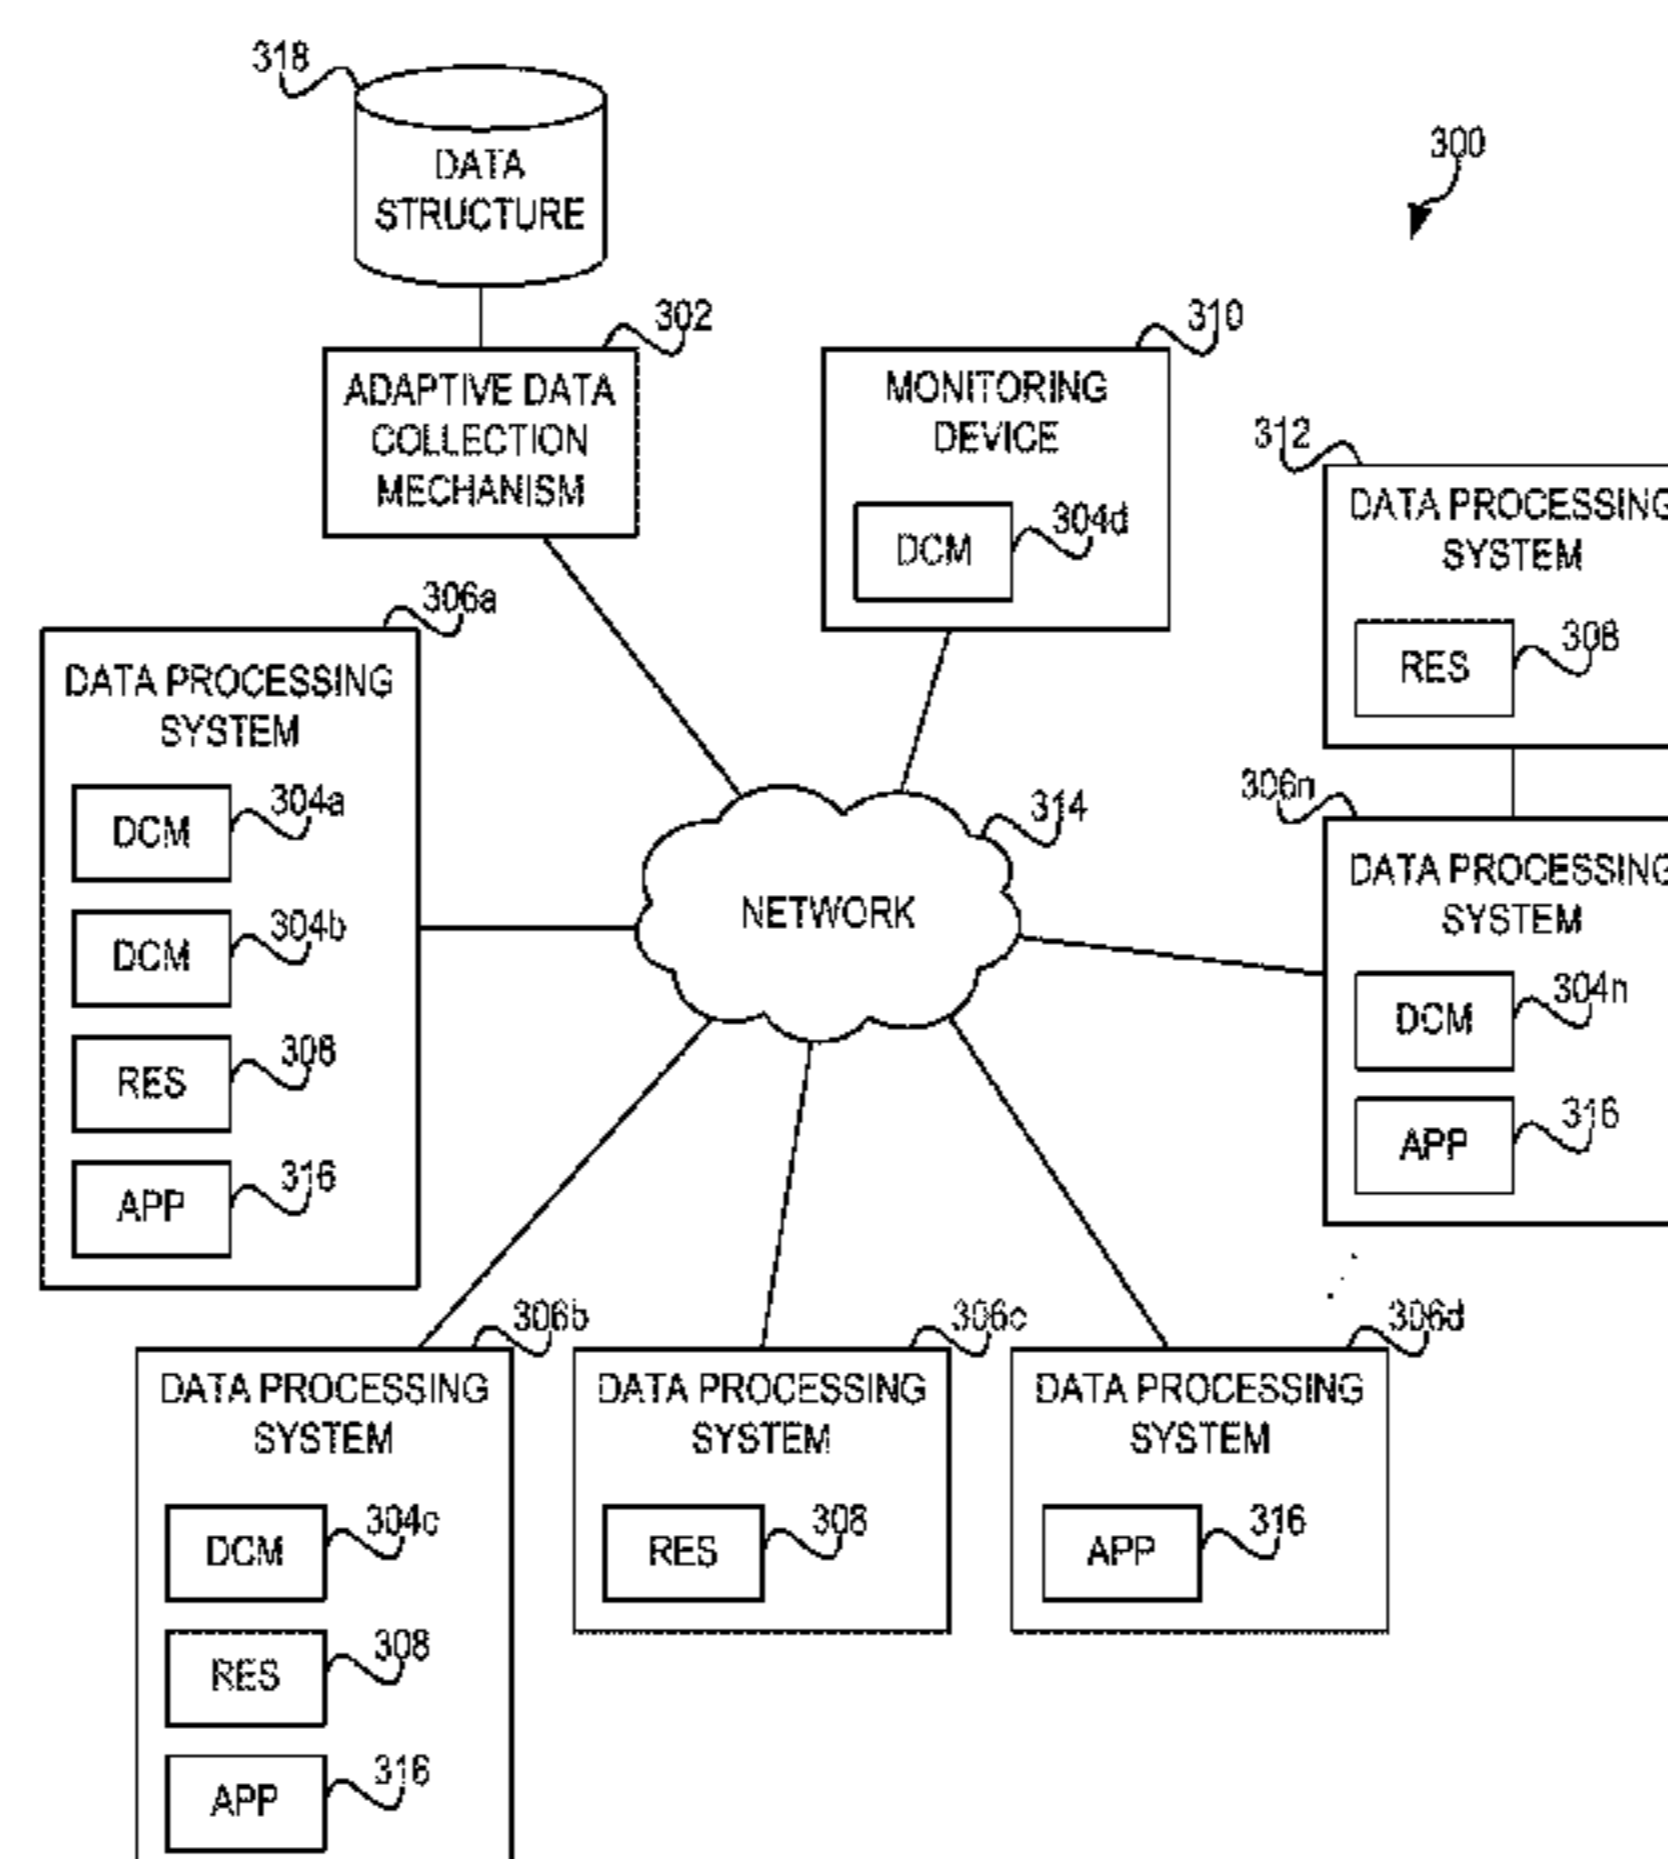 318
DATA
STRUCTURE
300
302
ADAPTIVE DATA
COLLECTION
MECHANISM
310
MONITORING
DEVICE
DCM
304d
312
DATA PROCESSING
SYSTEM
RES
308
306a
DATA PROCESSING
SYSTEM
DCM
304a
DCM
304b
RES
308
APP
316
314
NETWORK
306n
DATA PROCESSING
SYSTEM
DCM
304n
APP
316
306b
DATA PROCESSING
SYSTEM
DCM
304c
RES
308
APP
316
306c
DATA PROCESSING
SYSTEM
RES
308
306d
DATA PROCESSING
SYSTEM
APP
316